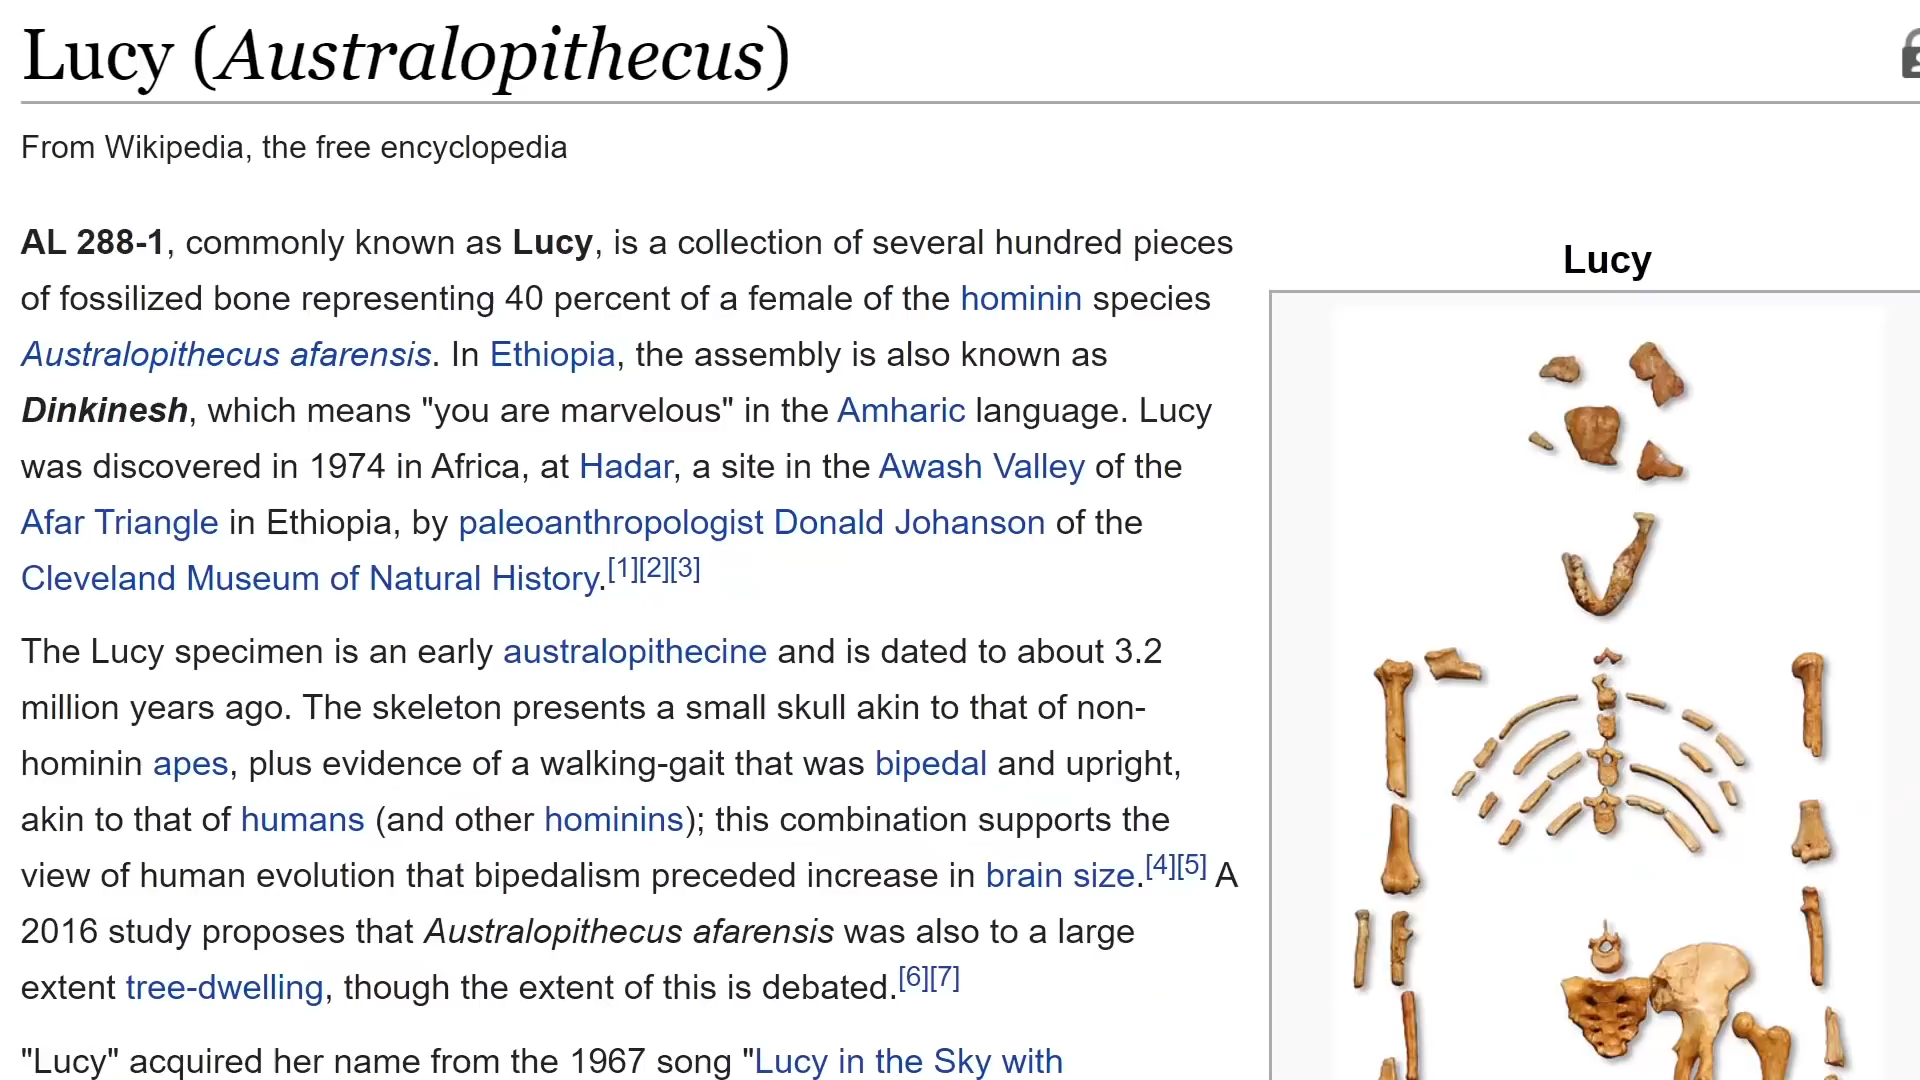 Lucy (Australopithecus)
From Wikipedia, the free encyclopedia
AL 288-1, commonly known as Lucy, is a collection of several hundred pieces
of fossilized bone representing 40 percent of a female of the hominin species
Australopithecus afarensis. In Ethiopia, the assembly is also known as
Dinkinesh, which means "you are marvelous" in the Amharic language. Lucy
was discovered in 1974 in Africa, at Hadar, a site in the Awash Valley of the
Afar Triangle in Ethiopia, by paleoanthropologist Donald Johanson of the
Cleveland Museum of Natural History.[1][2][3]
The Lucy specimen is an early australopithecine and is dated to about 3.2
million years ago. The skeleton presents a small skull akin to that of non-
hominin apes, plus evidence of a walking-gait that was bipedal and upright,
akin to that of humans (and other hominins); this combination supports the
view of human evolution that bipedalism preceded increase in brain size.[4][5] A
2016 study proposes that Australopithecus afarensis was also to a large
extent tree-dwelling, though the extent of this is debated.[6][7]
"Lucy" acquired her name from the 1967 song "Lucy in the Sky with
Lucy